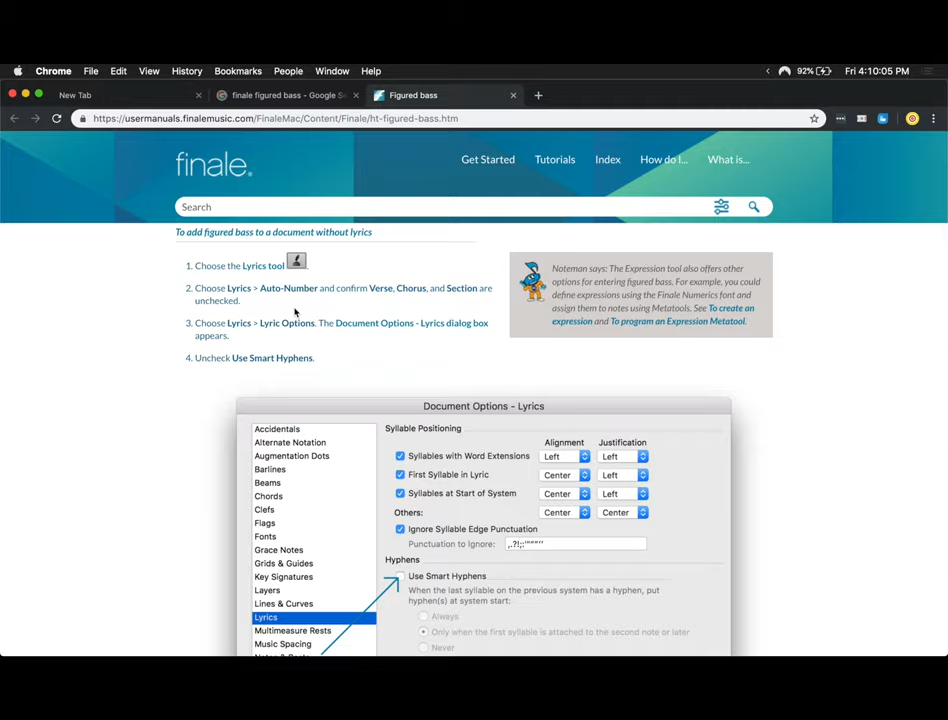 Chrome File Edit View History Bookmarks People Window Help 92% Fri 4:10:05 PM
New Tab finale figured bass - Google Se Figured bass
https://usermanuals.finalemusic.com/FinaleMac/Content/Finale/ht-figured-bass.htm
finale. Get Started Tutorials Index How do I... What is...
Search
To add figured bass to a document without lyrics
1. Choose the Lyrics tool .
2. Choose Lyrics > Auto-Number and confirm Verse, Chorus, and Section are
unchecked.
3. Choose Lyrics > Lyric Options. The Document Options - Lyrics dialog box
appears.
4. Uncheck Use Smart Hyphens.
Noteman says: The Expression tool also offers other
options for entering figured bass. For example, you could
define expressions using the Finale Numerics font and
assign them to notes using Metatools. See To create an
expression and To program an Expression Metatool.
Document Options - Lyrics
Accidentals
Alternate Notation
Augmentation Dots
Barlines
Beams
Chords
Clefs
Flags
Fonts
Grace Notes
Grids & Guides
Key Signatures
Layers
Lines & Curves
Lyrics
Multimeasure Rests
Music Spacing
Syllable Positioning
Alignment Justification
Syllables with Word Extensions Left Left
First Syllable in Lyric Center Left
Syllables at Start of System Center Left
Others: Center Center
Ignore Syllable Edge Punctuation
Punctuation to Ignore:
Hyphens
Use Smart Hyphens
When the last syllable on the previous system has a hyphen, put
hyphen(s) at system start:
Always
Only when the first syllable is attached to the second note or later
Never